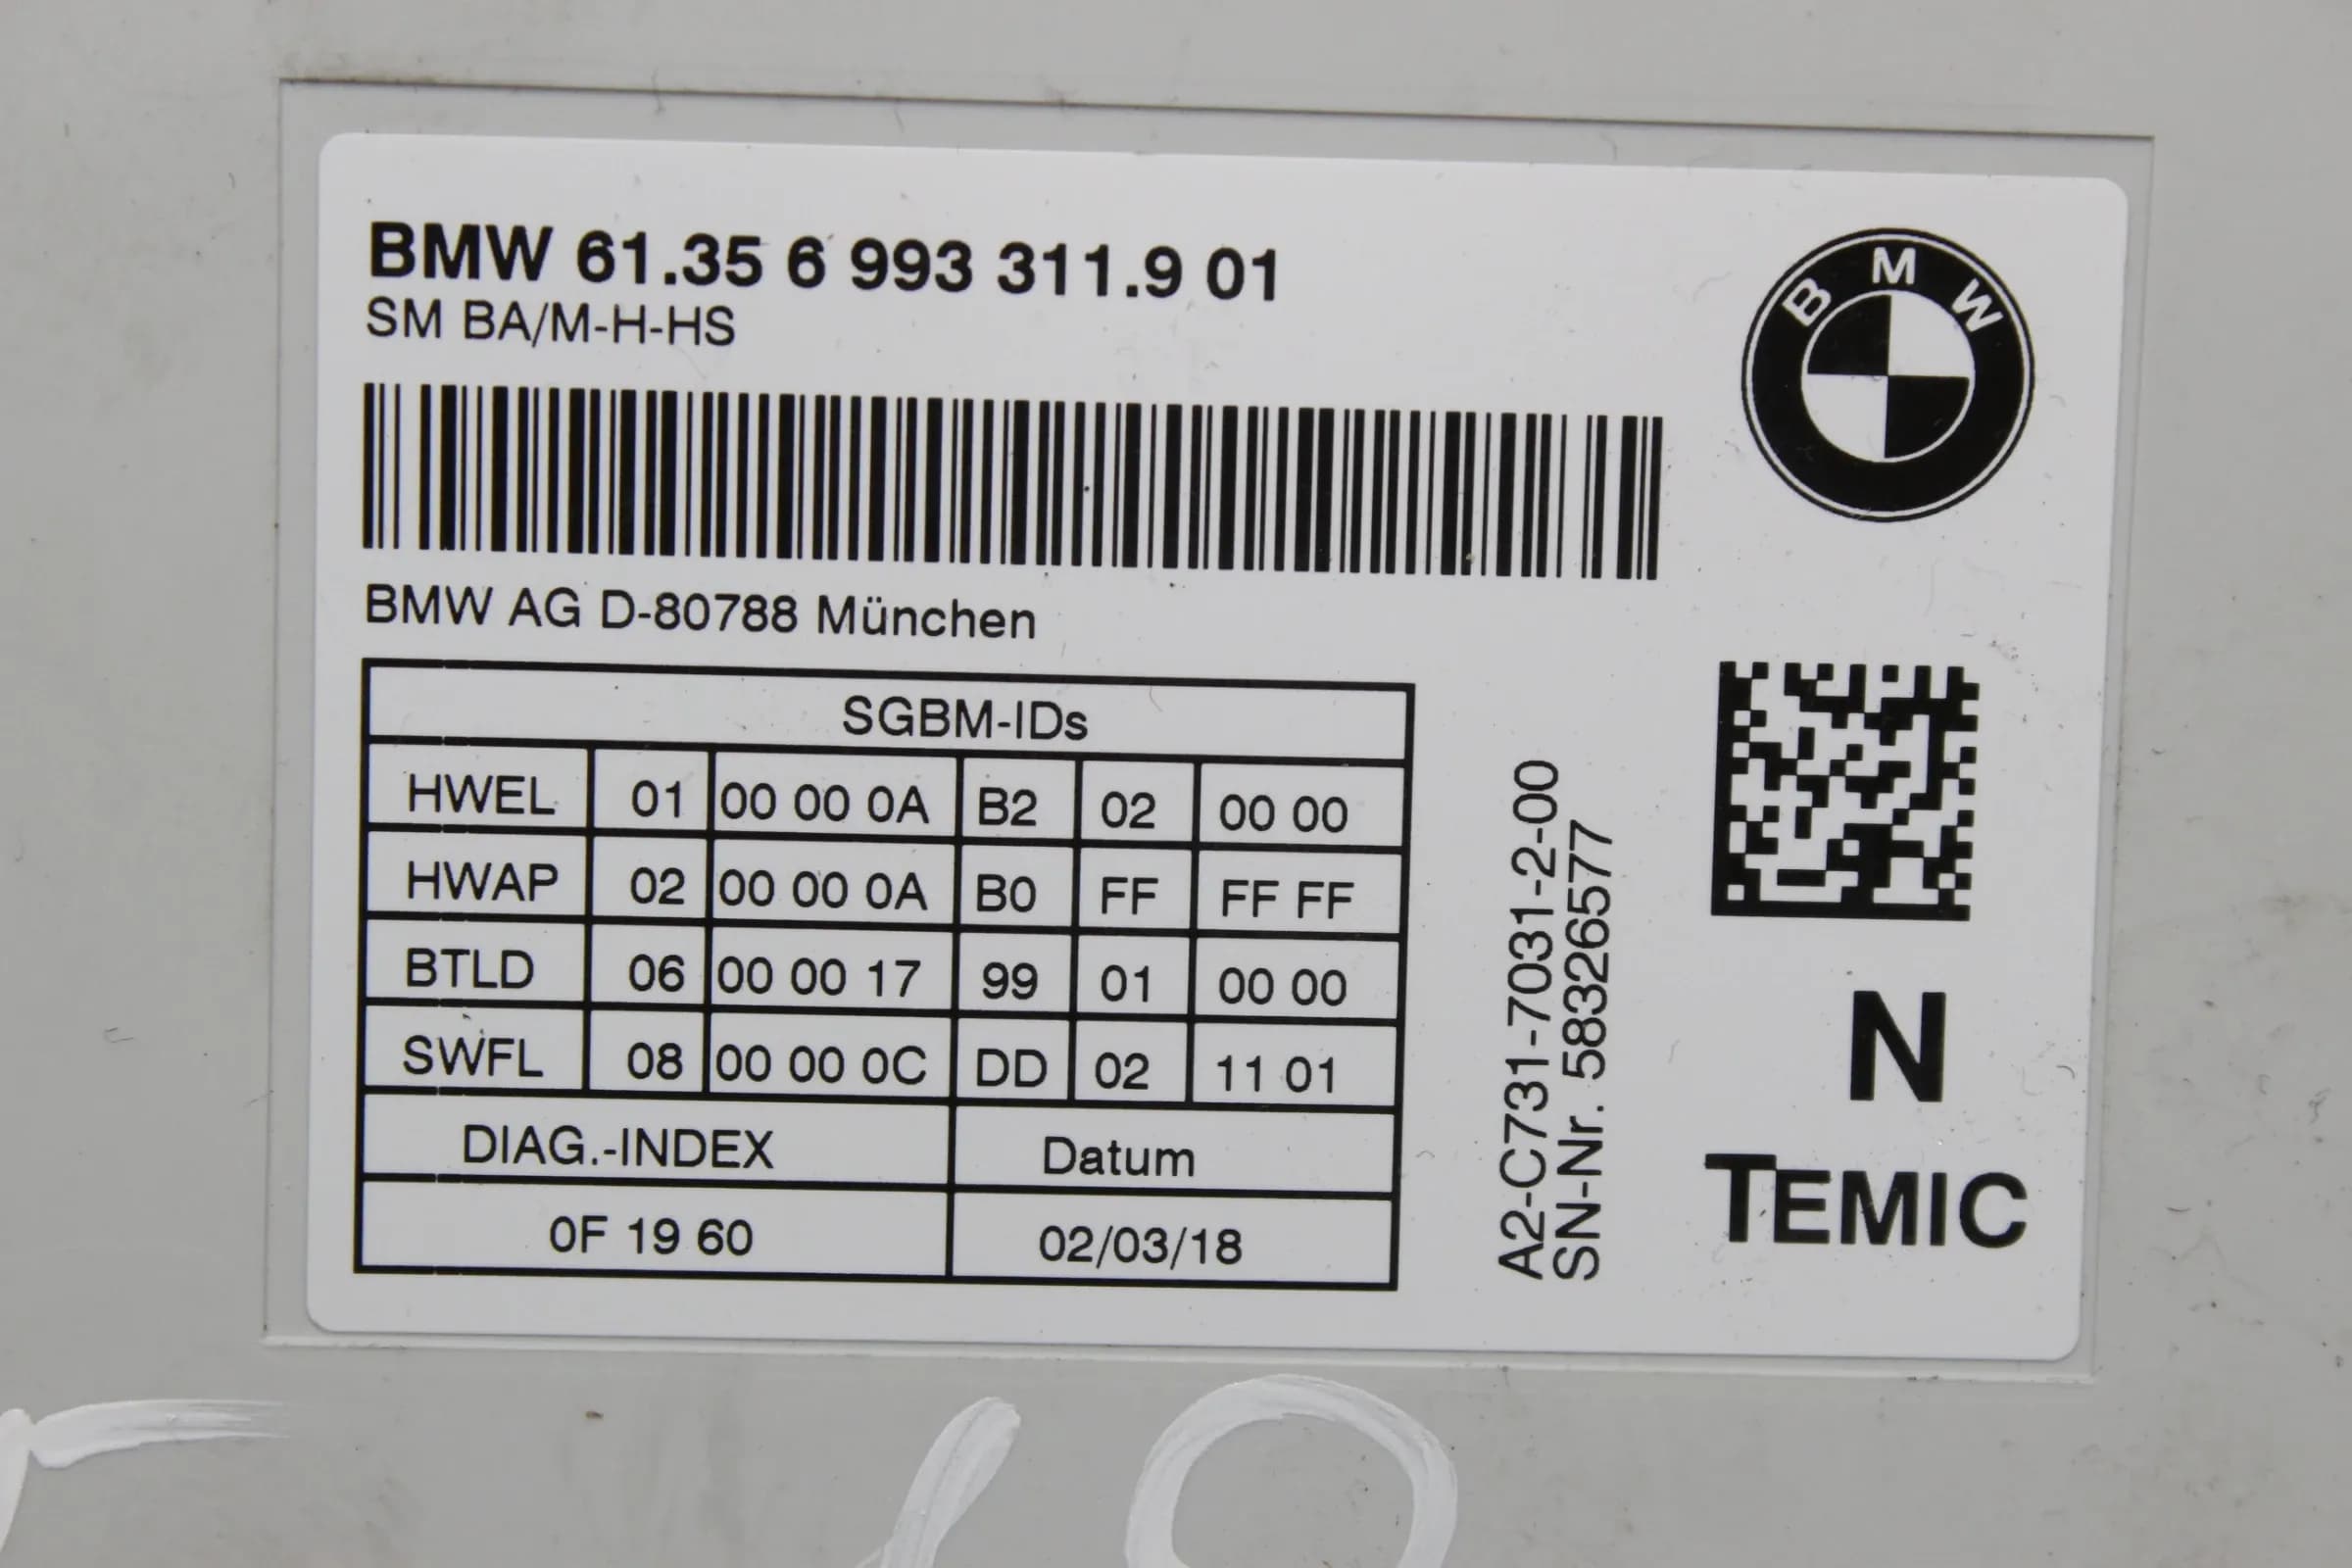 BMW 61.35 6 993 311.9 01
SM BA/M-H-HS
BMW
BMW AG D-80788 München
SGBM-IDs
HWEL 01 00 00 0A B2 02 00 00
HWAP 02 00 00 0A B0 FF FF FF
BTLD 06 00 00 17 99 01 00 00
SWFL 08 00 00 0C DD 02 11 01
DIAG.-INDEX Datum
0F 19 60 02/03/18
A2-C731-7031-2-00
SN-Nr. 58326577
N
TEMIC